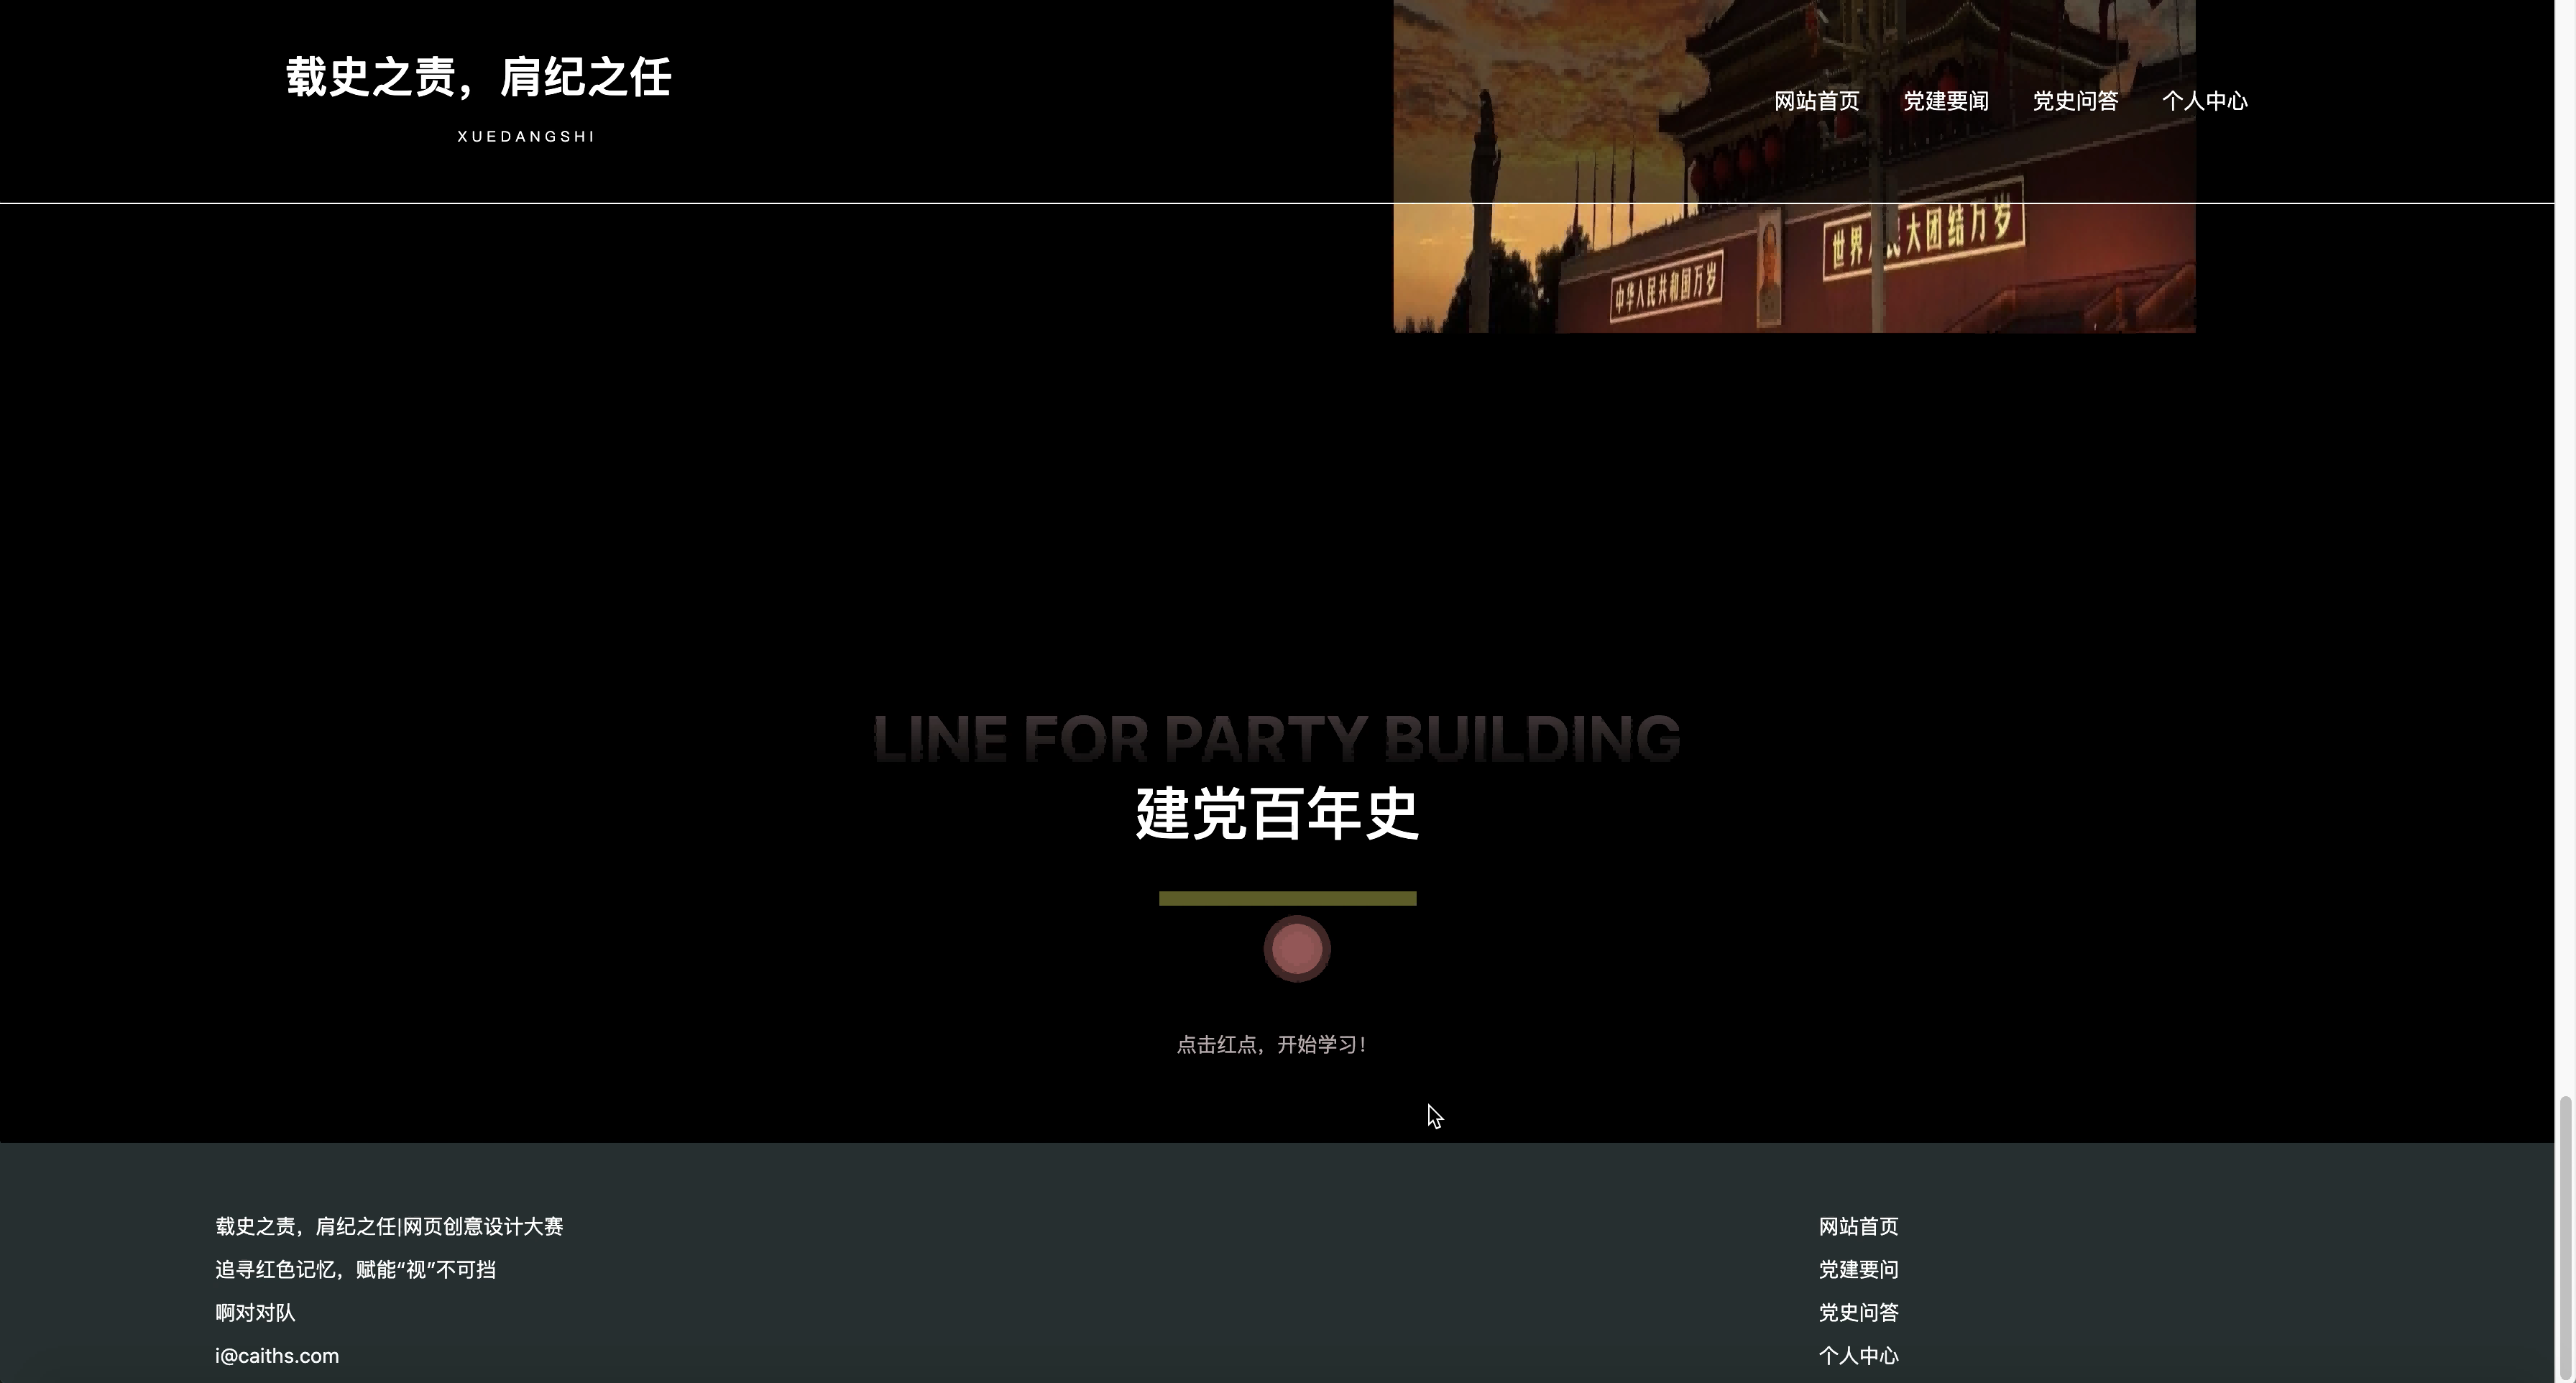 载史之责，肩纪之任
XUEDANGSHI
网站首页 党建要闻 党史问答 个人中心
世界人民大团结万岁
中华人民共和国万岁
LINE FOR PARTY BUILDING
建党百年史
点击红点，开始学习！
载史之责，肩纪之任|网页创意设计大赛
追寻红色记忆，赋能“视”不可挡
啊对对队
i@caiths.com
网站首页
党建要问
党史问答
个人中心